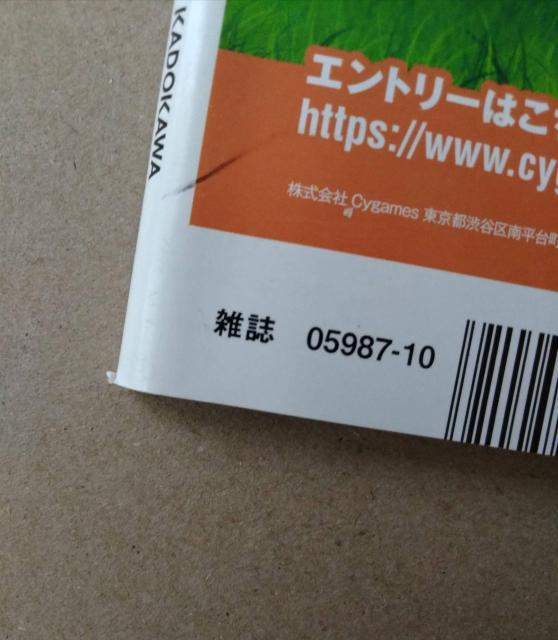 KADOKAWA
エントリーはこ
https://www.cyg
株式会社 Cygames 東京都渋谷区南平台町
雑誌 05987-10